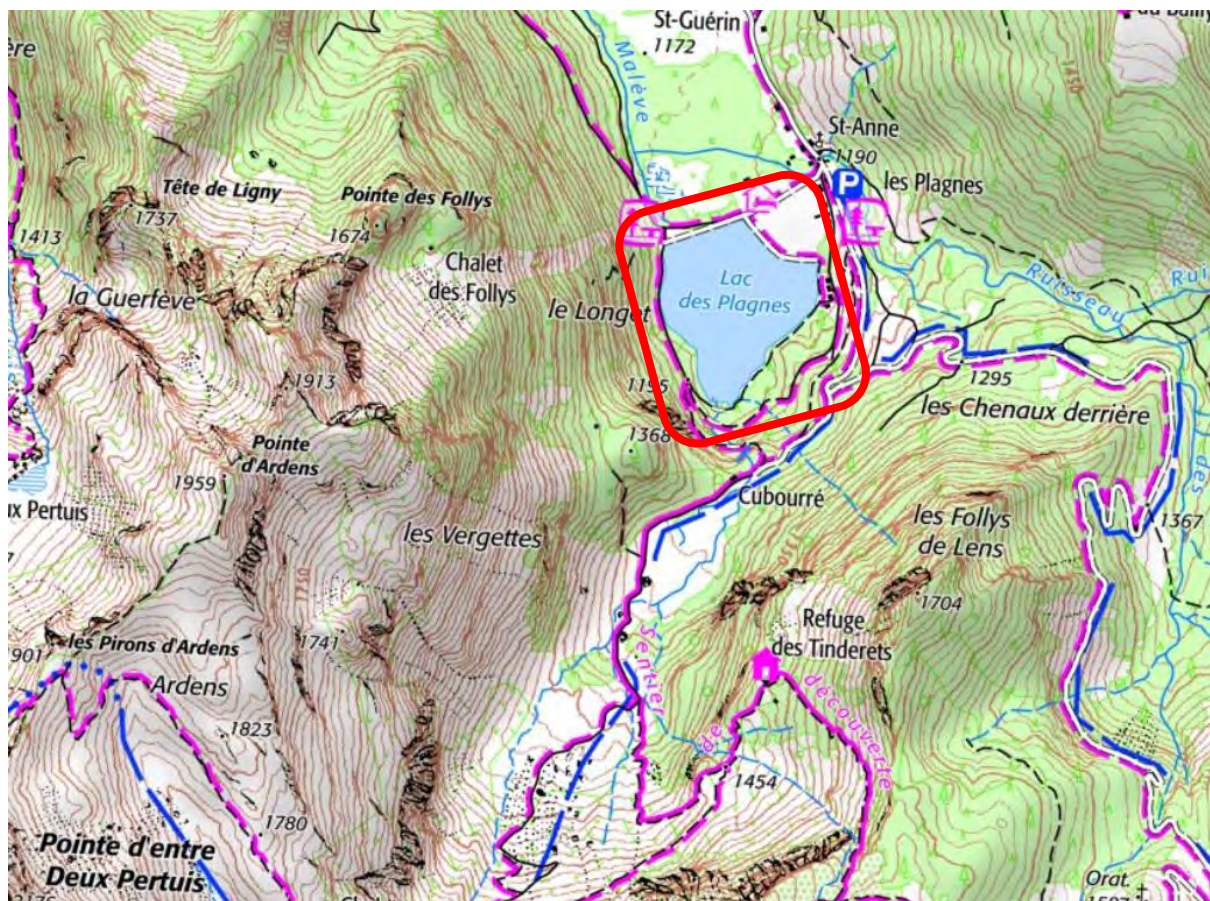 St-Guérin
1172
Malève
St-Anne
1190
P
les Plagnes
Tête de Ligny
1737
Pointe des Follys
1674
1413
Chalet
des Follys
la Guerfève
le Longet
Lac
des Plagnes
Ruisseau
1913
1195
1295
les Chenaux derrière
des
Pointe
d'Ardens
1368
1959
Cubourré
les Vergettes
les Follys
de Lens
1367
1704
Refuge
des Tinderets
Sentier de découverte
1741
les Pirons d'Ardens
Ardens
1823
1454
1780
Pointe d'entre
Deux Pertuis
Orat.